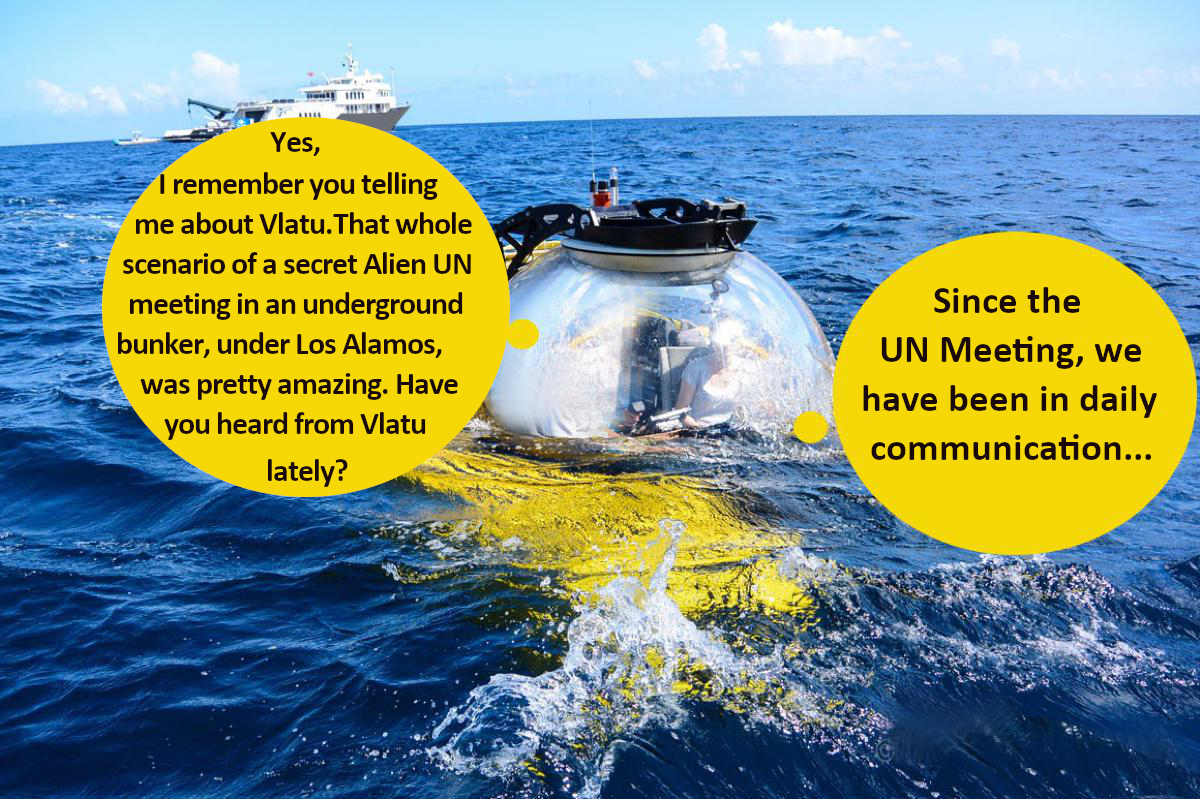 Yes,
I remember you telling
me about Vlatu.That whole
scenario of a secret Alien UN
meeting in an underground
bunker, under Los Alamos,
was pretty amazing. Have
you heard from Vlatu
lately?
Since the
UN Meeting, we
have been in daily
communication...